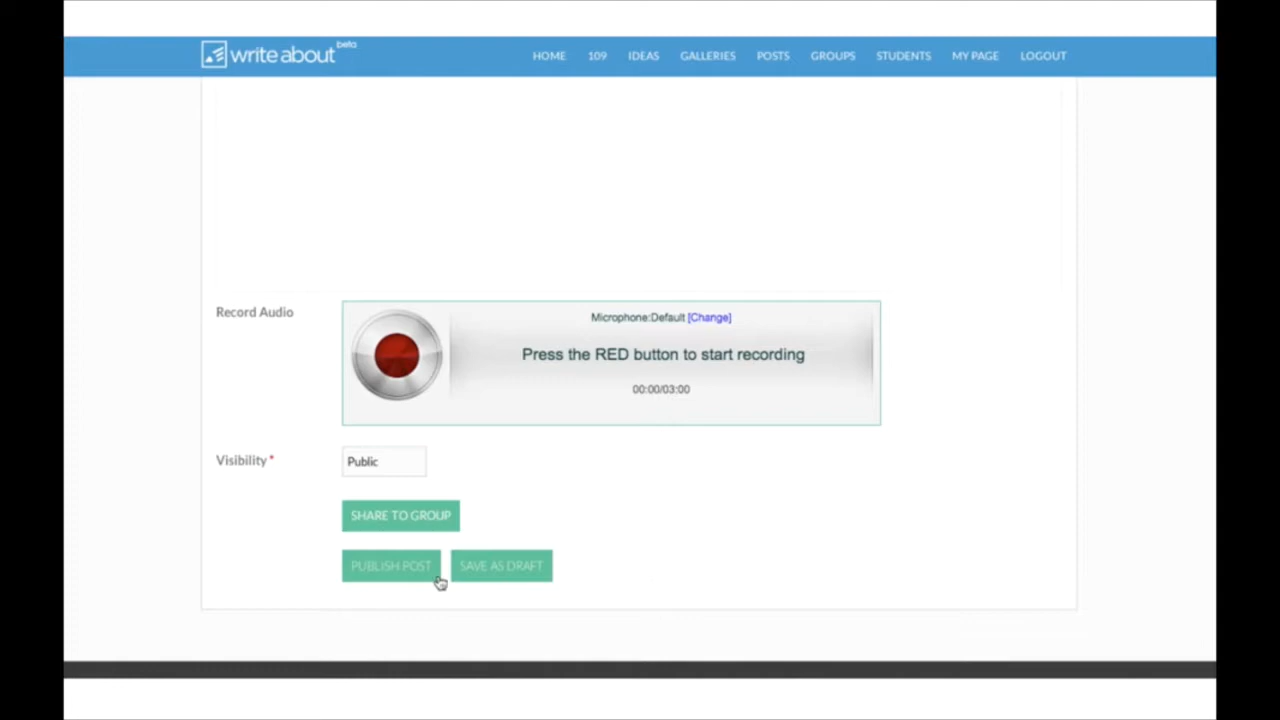 write about beta HOME 109 IDEAS GALLERIES POSTS GROUPS STUDENTS MY PAGE LOGOUT
Record Audio
Microphone:Default [Change]
Press the RED button to start recording
00:00/03:00
Visibility * Public
SHARE TO GROUP
PUBLISH POST SAVE AS DRAFT